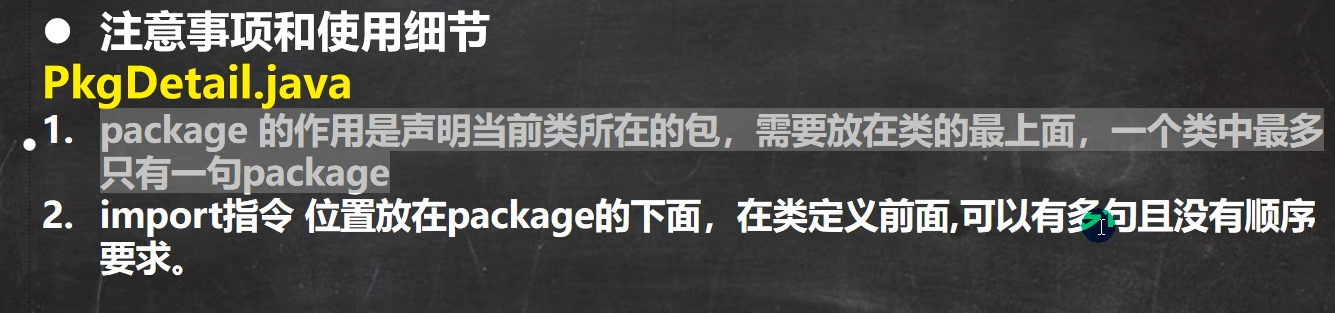 ● 注意事项和使用细节
PkgDetail.java
1. package 的作用是声明当前类所在的包，需要放在类的最上面，一个类中最多
只有一句package
2. import指令 位置放在package的下面，在类定义前面,可以有多句且没有顺序
要求。